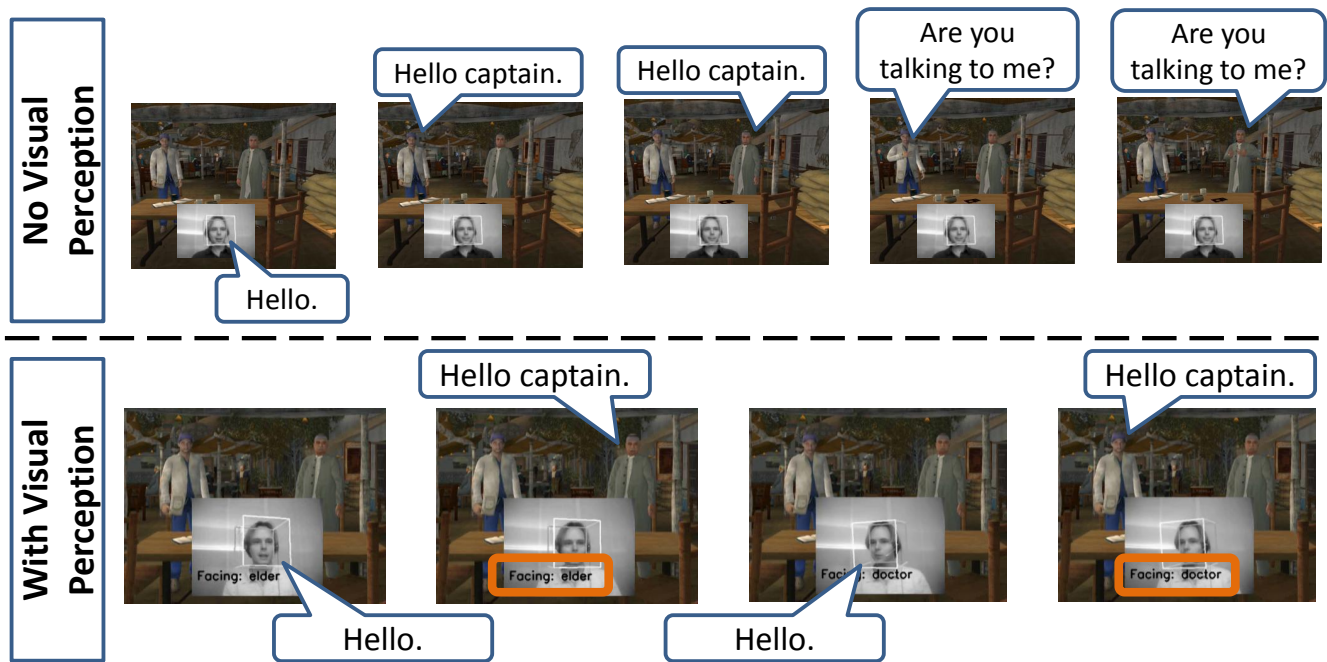 No Visual
Perception
Hello.
Hello captain.
Hello captain.
Are you
talking to me?
Are you
talking to me?
With Visual
Perception
Facing: elder
Hello.
Hello captain.
Facing: elder
Facing: doctor
Hello.
Hello captain.
Facing: doctor